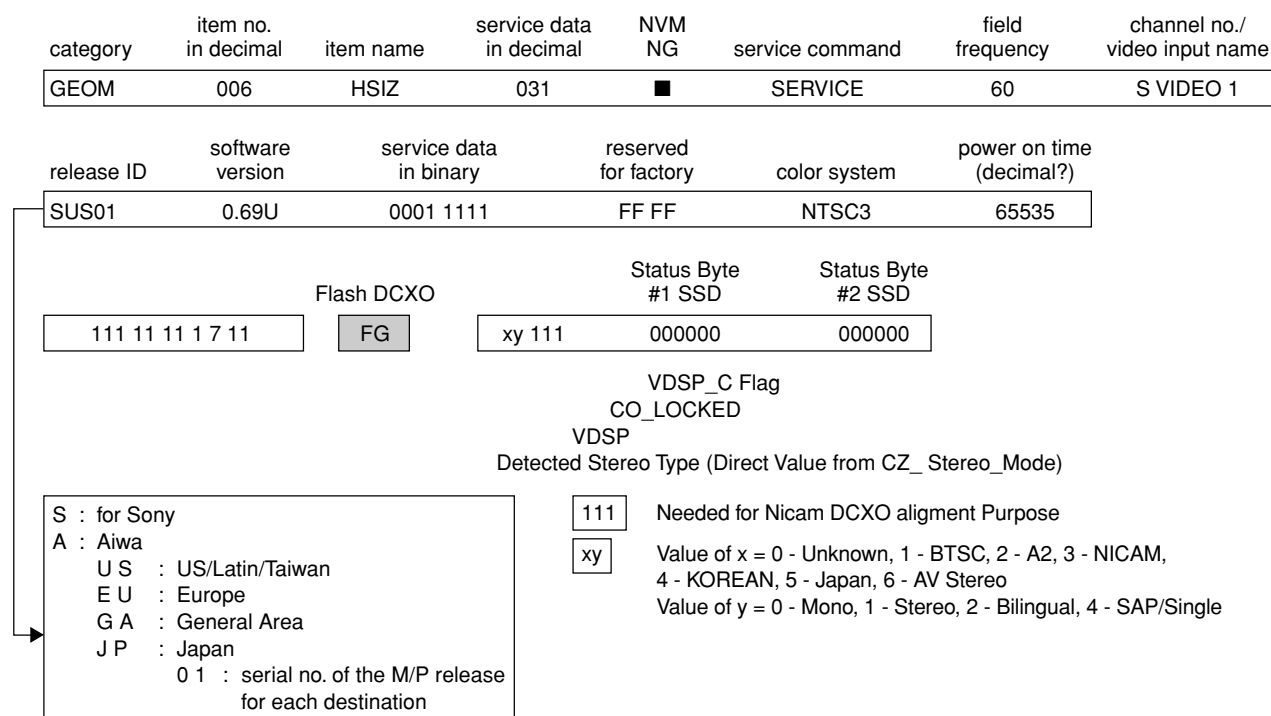 category item no. in decimal item name service data in decimal NVM NG service command field frequency channel no./ video input name
GEOM 006 HSIZ 031 ■ SERVICE 60 S VIDEO 1
release ID software version service data in binary reserved for factory color system power on time (decimal?)
SUS01 0.69U 0001 1111 FF FF NTSC3 65535
Flash DCXO Status Byte #1 SSD Status Byte #2 SSD
111 11 11 1 7 11 FG xy 111 000000 000000
VDSP_C Flag
CO_LOCKED
VDSP
Detected Stereo Type (Direct Value from CZ_ Stereo_Mode)
S : for Sony
A : Aiwa
U S : US/Latin/Taiwan
E U : Europe
G A : General Area
J P : Japan
0 1 : serial no. of the M/P release
for each destination
111 Needed for Nicam DCXO aligment Purpose
xy Value of x = 0 - Unknown, 1 - BTSC, 2 - A2, 3 - NICAM,
4 - KOREAN, 5 - Japan, 6 - AV Stereo
Value of y = 0 - Mono, 1 - Stereo, 2 - Bilingual, 4 - SAP/Single